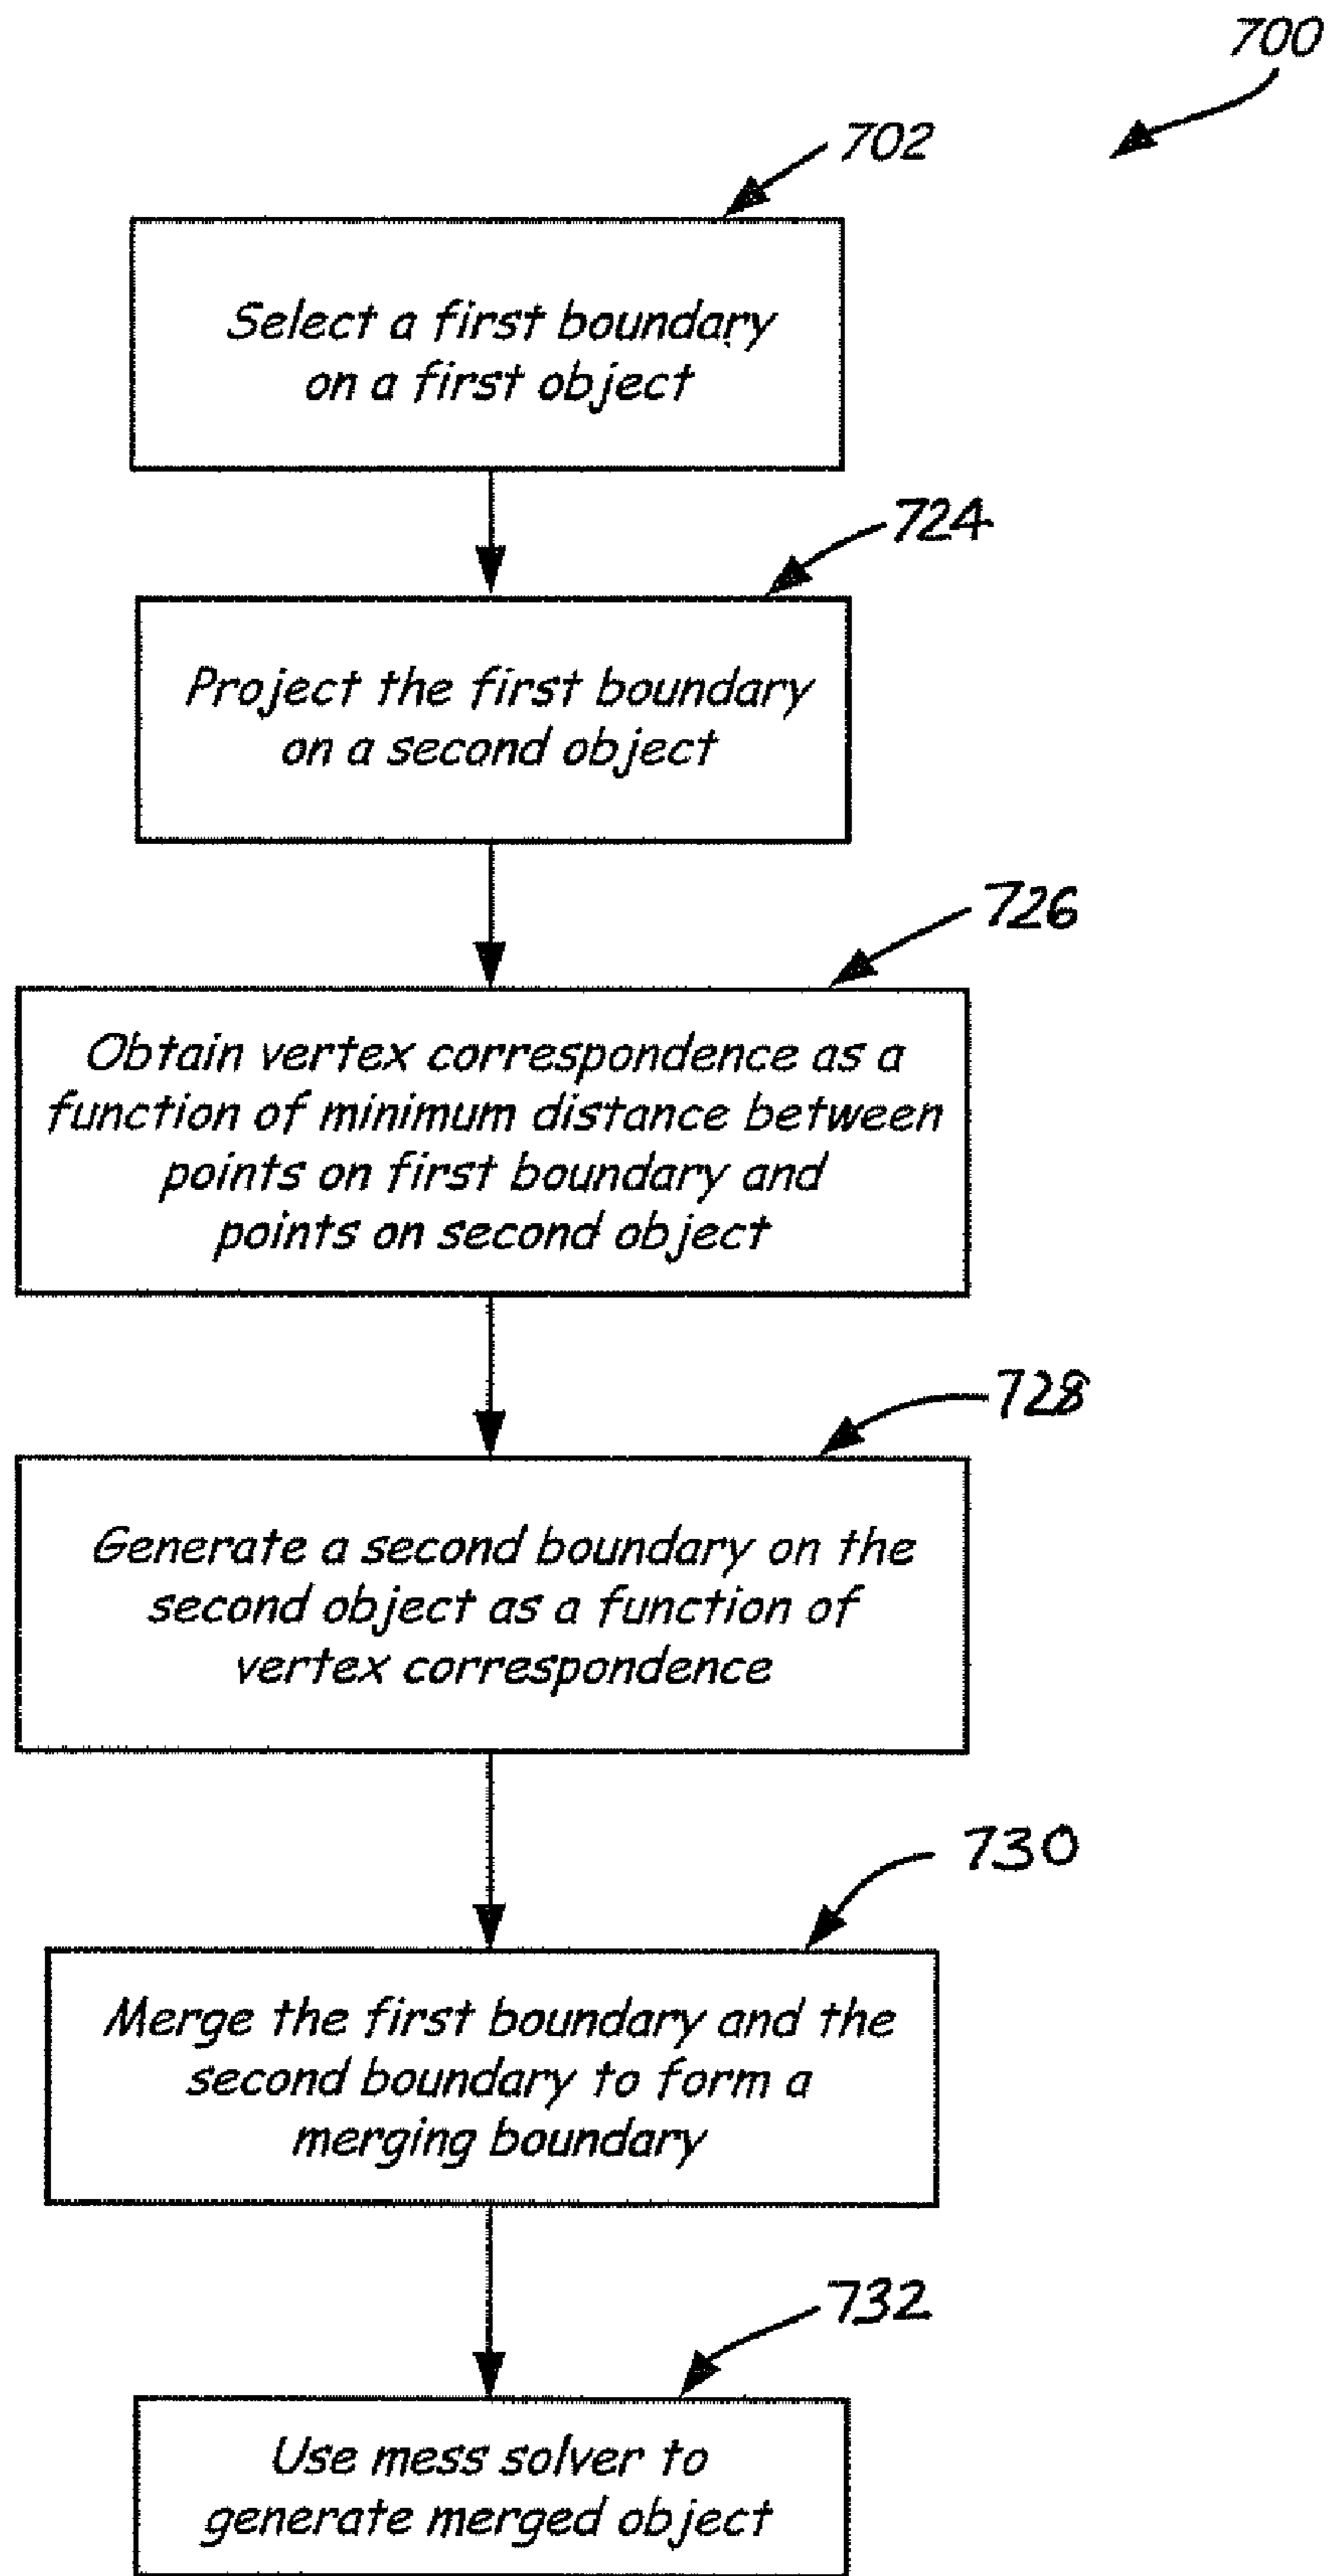 700
702
Select a first boundary
on a first object
724
Project the first boundary
on a second object
726
Obtain vertex correspondence as a
function of minimum distance between
points on first boundary and
points on second object
728
Generate a second boundary on the
second object as a function of
vertex correspondence
730
Merge the first boundary and the
second boundary to form a
merging boundary
732
Use mess solver to
generate merged object